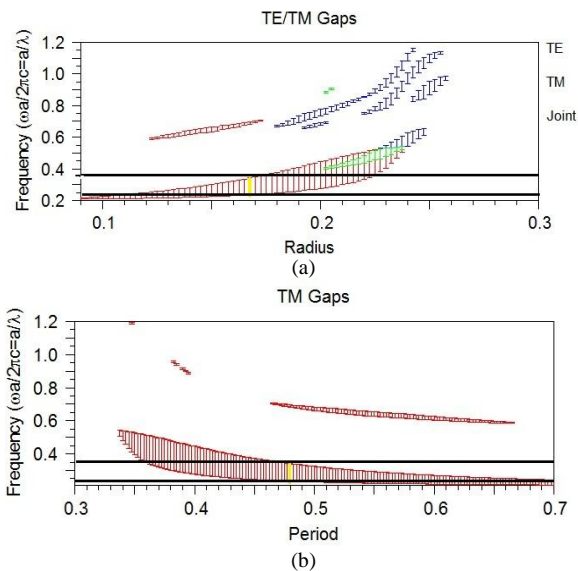 TE/TM Gaps
Frequency (ωa/2πc=a/λ)
1.2
1.0
0.8
0.6
0.4
0.2
0.1
0.2
0.3
Radius
TE
TM
Joint
(a)
TM Gaps
Frequency (ωa/2πc=a/λ)
1.2
1.0
0.8
0.6
0.4
0.3
0.4
0.5
0.6
0.7
Period
(b)